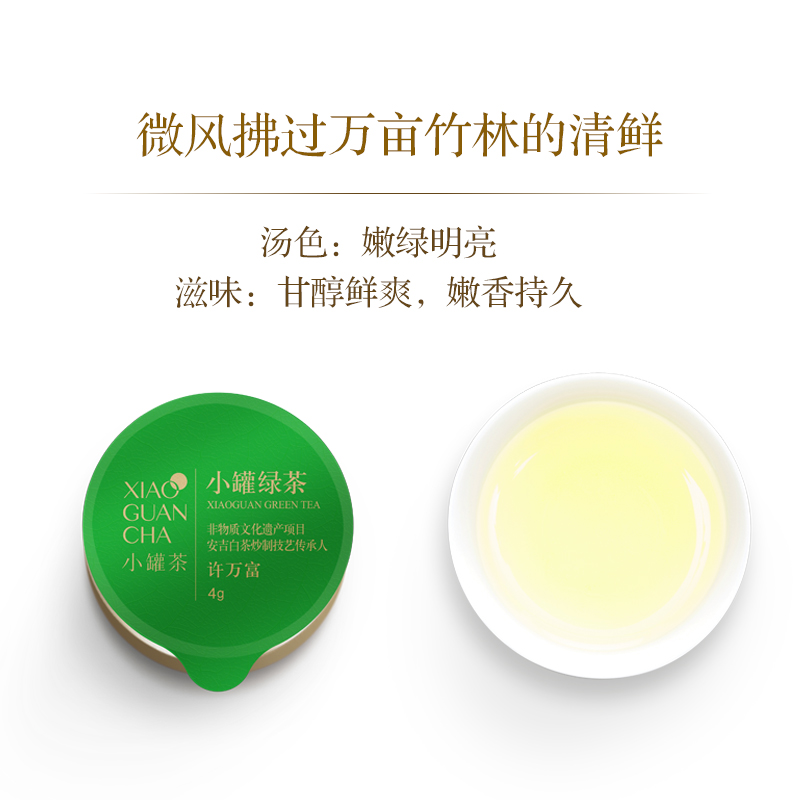 微风拂过万亩竹林的清鲜
汤色：嫩绿明亮
滋味：甘醇鲜爽，嫩香持久
XIAO
GUAN
CHA
小罐茶
小罐绿茶
XIAOGUAN GREEN TEA
非物质文化遗产项目
安吉白茶炒制技艺传承人
许万富
4g